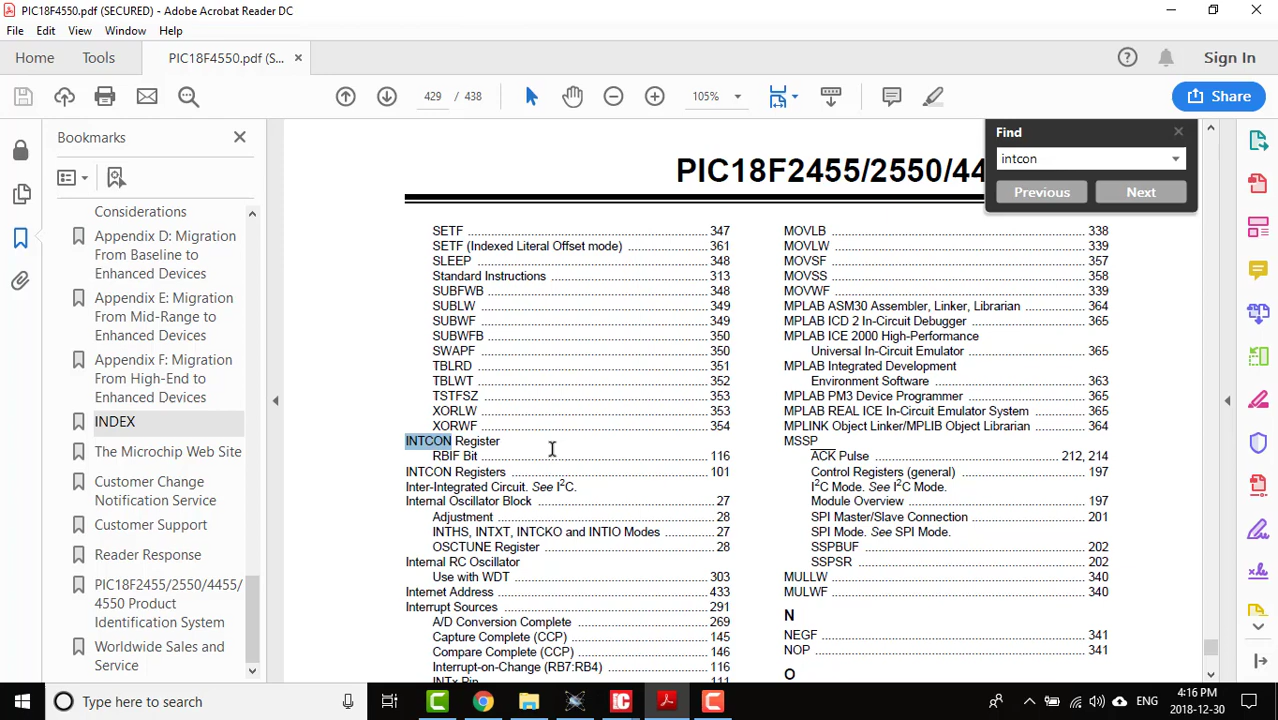 PIC18F4550.pdf (SECURED) - Adobe Acrobat Reader DC
File Edit View Window Help
Home Tools PIC18F4550.pdf (S... × Sign In
429 / 438 105% Share
Bookmarks
Considerations
Appendix D: Migration
From Baseline to
Enhanced Devices
Appendix E: Migration
From Mid-Range to
Enhanced Devices
Appendix F: Migration
From High-End to
Enhanced Devices
INDEX
The Microchip Web Site
Customer Change
Notification Service
Customer Support
Reader Response
PIC18F2455/2550/4455/
4550 Product
Identification System
Worldwide Sales and
Service
Find
intcon
Previous Next
PIC18F2455/2550/44
SETF 347
SETF (Indexed Literal Offset mode) 361
SLEEP 348
Standard Instructions 313
SUBFWB 348
SUBLW 349
SUBWF 349
SUBWFB 350
SWAPF 350
TBLRD 351
TBLWT 352
TSTFSZ 353
XORLW 353
XORWF 354
INTCON Register
RBIF Bit 116
INTCON Registers 101
Inter-Integrated Circuit. See I²C.
Internal Oscillator Block 27
Adjustment 28
INTHS, INTXT, INTCKO and INTIO Modes 27
OSCTUNE Register 28
Internal RC Oscillator
Use with WDT 303
Internet Address 433
Interrupt Sources 291
A/D Conversion Complete 269
Capture Complete (CCP) 145
Compare Complete (CCP) 146
Interrupt-on-Change (RB7:RB4) 116
INTx Pin 111
MOVLB 338
MOVLW 339
MOVSF 357
MOVSS 358
MOVWF 339
MPLAB ASM30 Assembler, Linker, Librarian 364
MPLAB ICD 2 In-Circuit Debugger 365
MPLAB ICE 2000 High-Performance
Universal In-Circuit Emulator 365
MPLAB Integrated Development
Environment Software 363
MPLAB PM3 Device Programmer 365
MPLAB REAL ICE In-Circuit Emulator System 365
MPLINK Object Linker/MPLIB Object Librarian 364
MSSP
ACK Pulse 212, 214
Control Registers (general) 197
I²C Mode. See I²C Mode.
Module Overview 197
SPI Master/Slave Connection 201
SPI Mode. See SPI Mode.
SSPBUF 202
SSPSR 202
MULLW 340
MULWF 340
N
NEGF 341
NOP 341
O
Type here to search
ENG
4:16 PM
2018-12-30